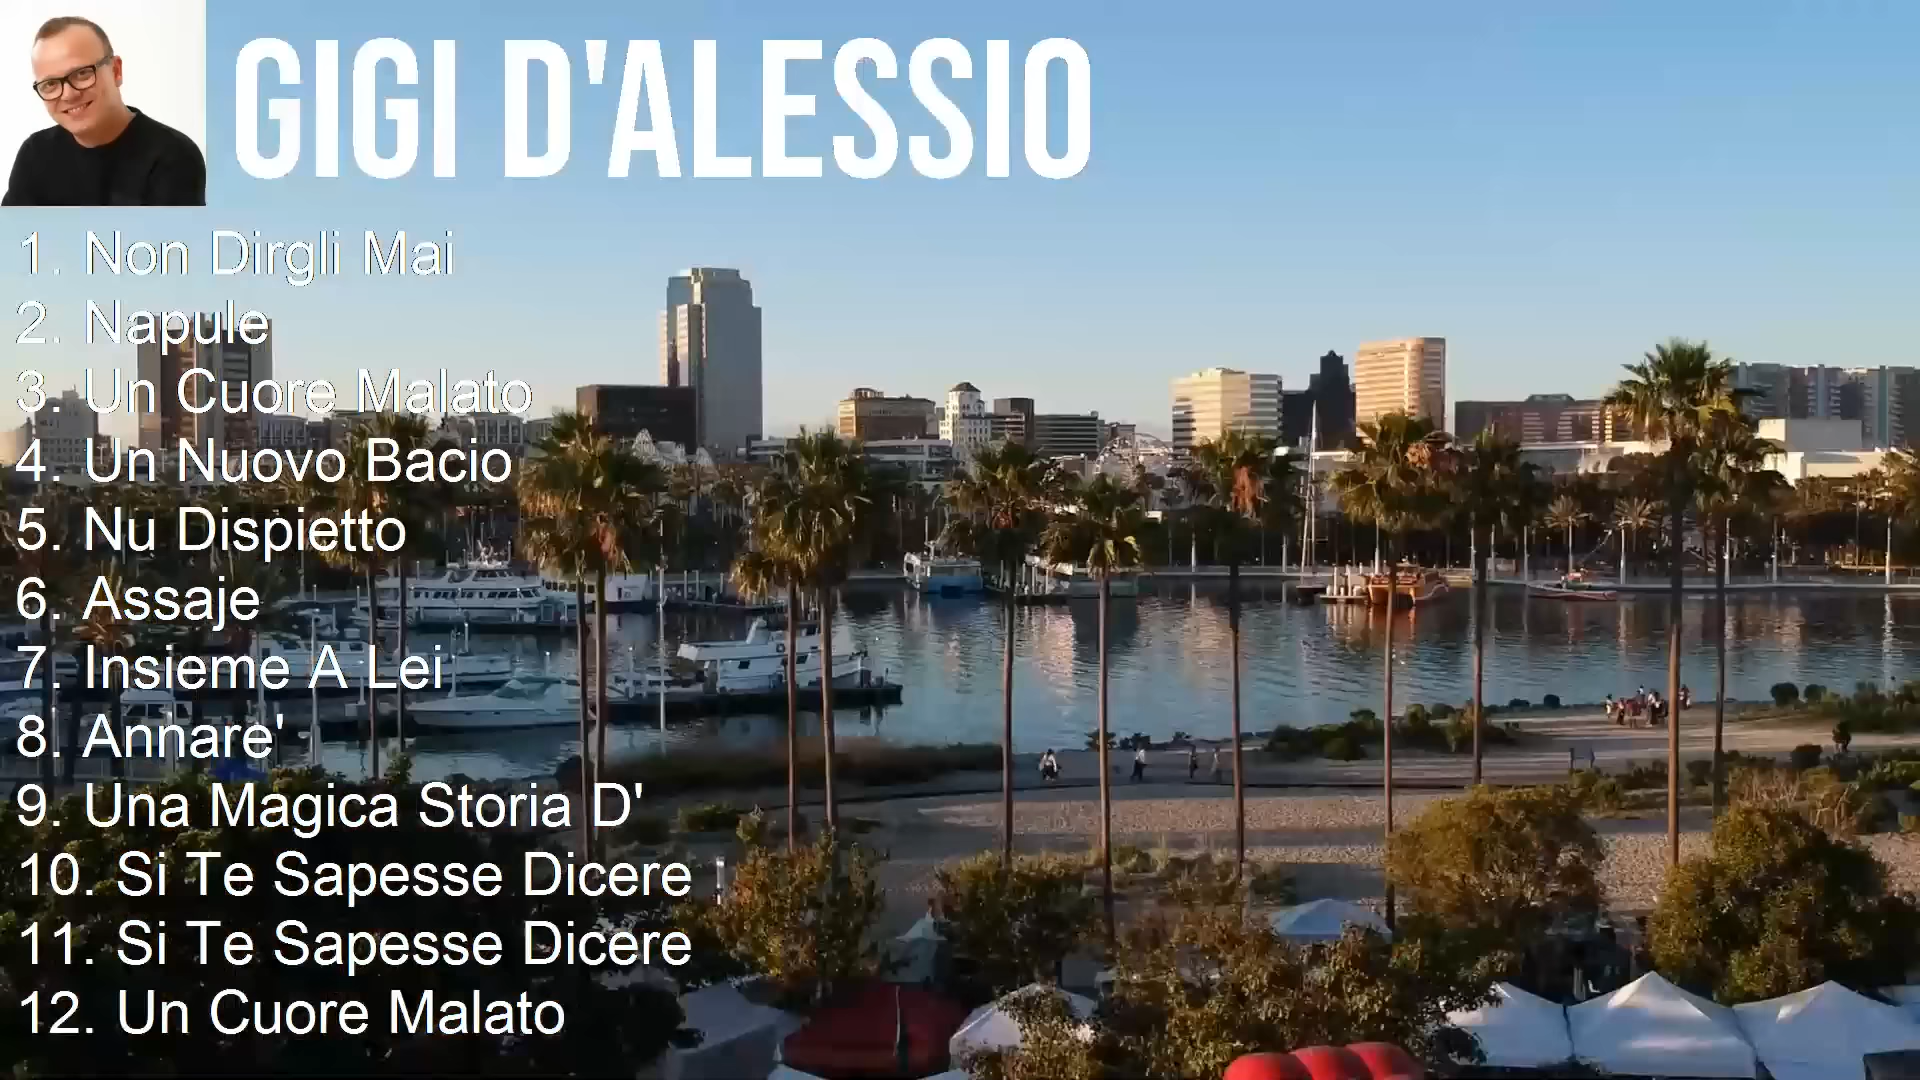 GIGI D'ALESSIO
1. Non Dirgli Mai
2. Napule
3. Un Cuore Malato
4. Un Nuovo Bacio
5. Nu Dispietto
6. Assaje
7. Insieme A Lei
8. Annare'
9. Una Magica Storia D'
10. Si Te Sapesse Dicere
11. Si Te Sapesse Dicere
12. Un Cuore Malato